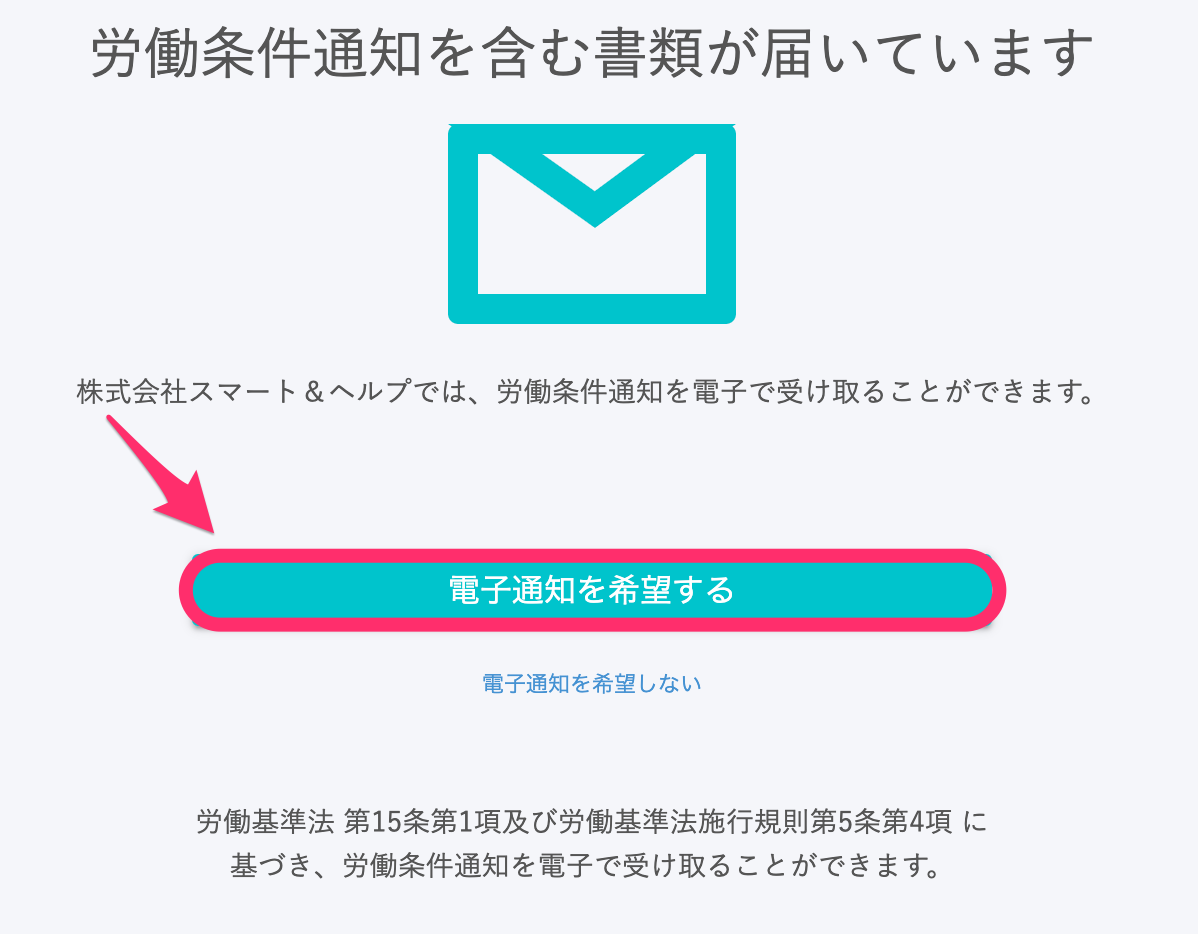 労働条件通知を含む書類が届いています
株式会社スマート＆ヘルプでは、労働条件通知を電子で受け取ることができます。
電子通知を希望する
電子通知を希望しない
労働基準法 第15条第1項及び労働基準法施行規則第5条第4項 に
基づき、労働条件通知を電子で受け取ることができます。